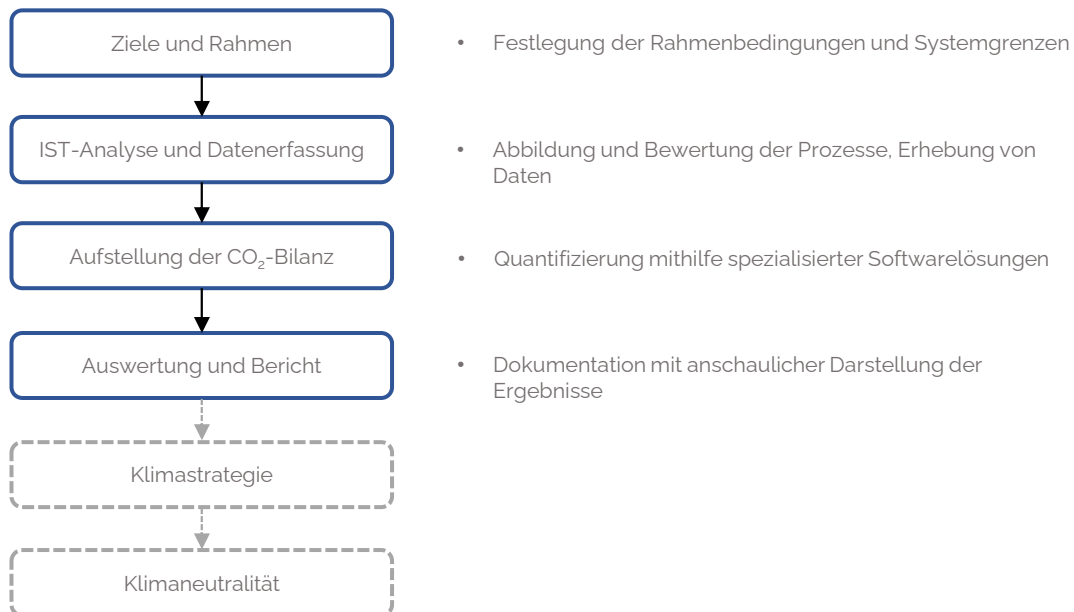 Ziele und Rahmen
• Festlegung der Rahmenbedingungen und Systemgrenzen
IST-Analyse und Datenerfassung
• Abbildung und Bewertung der Prozesse, Erhebung von
Daten
Aufstellung der CO₂-Bilanz
• Quantifizierung mithilfe spezialisierter Softwarelösungen
Auswertung und Bericht
• Dokumentation mit anschaulicher Darstellung der
Ergebnisse
Klimastrategie
Klimaneutralität